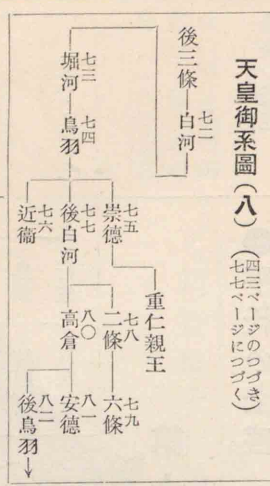 天皇御系圖(八)
(四三ページのつづき
七七ページにつづく)
後三條
七二
白河
七三
堀河
七四
鳥羽
七五
崇德
重仁親王
七七
後白河
七六
近衞
七八
二條
七九
六條
八〇
高倉
八一
安德
八二
後鳥羽